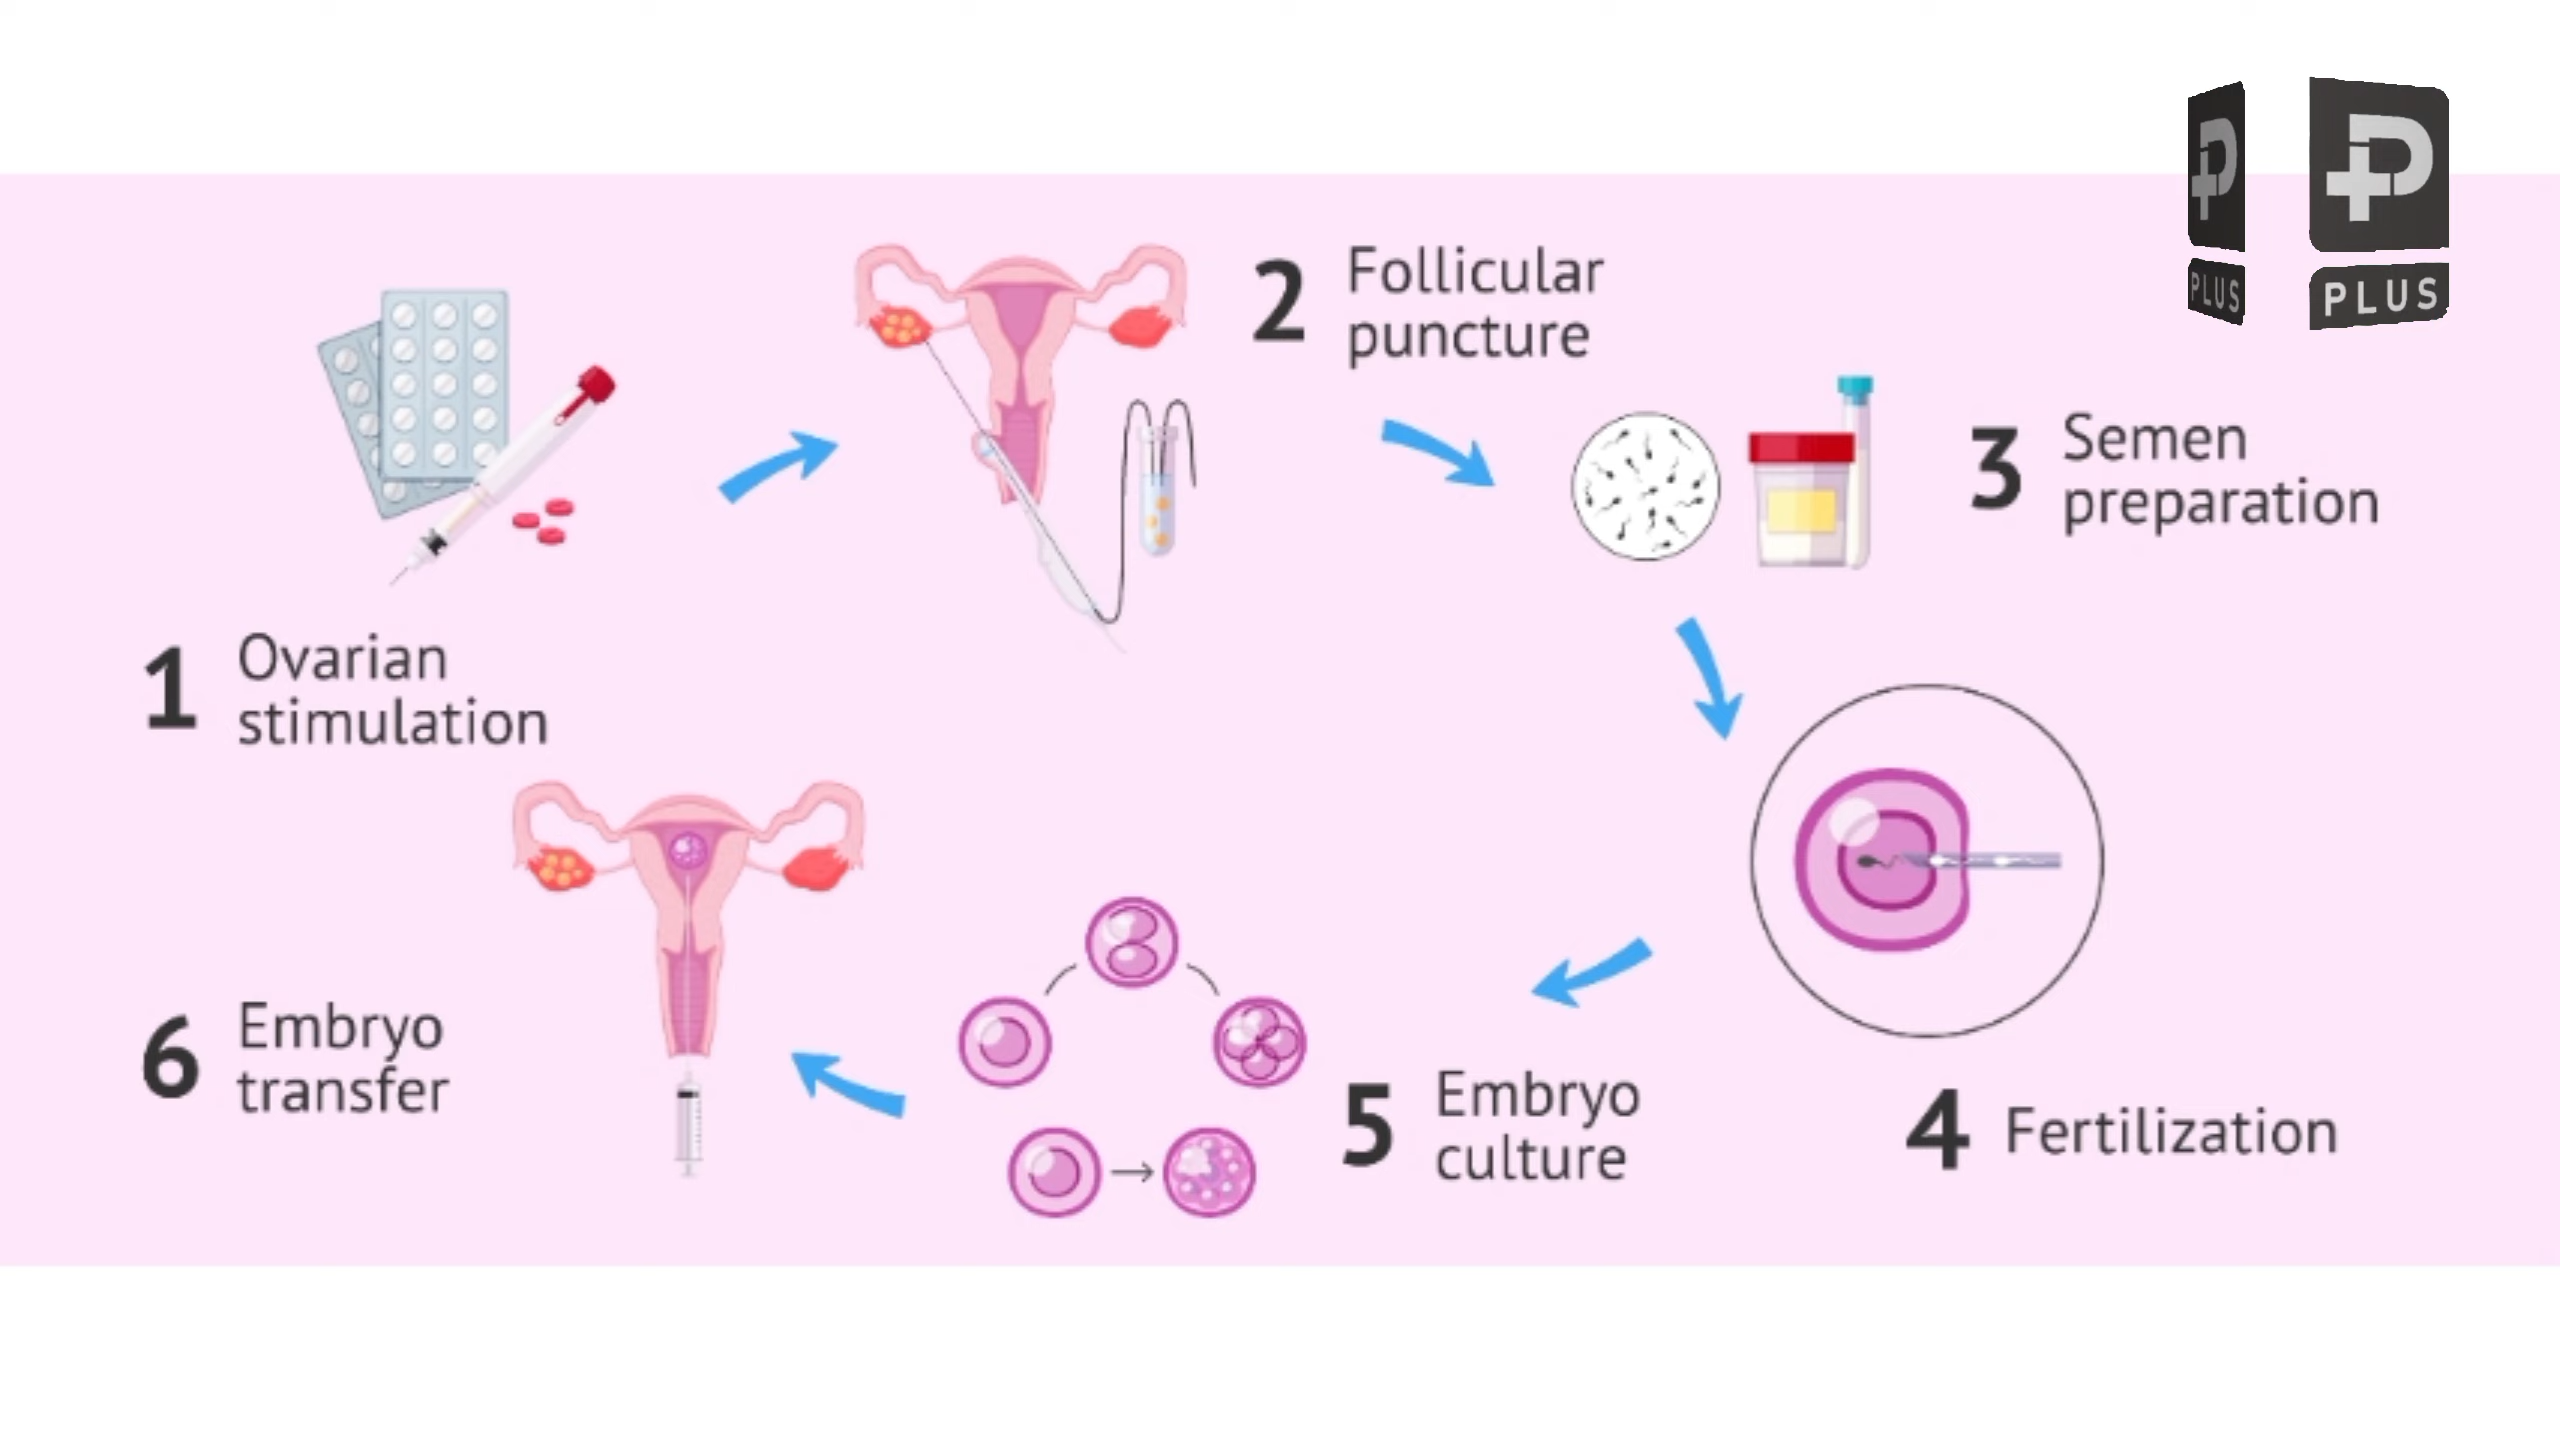 P
PLUS
P
PLUS
2 Follicular
puncture
3 Semen
preparation
1 Ovarian
stimulation
6 Embryo
transfer
5 Embryo
culture
4 Fertilization